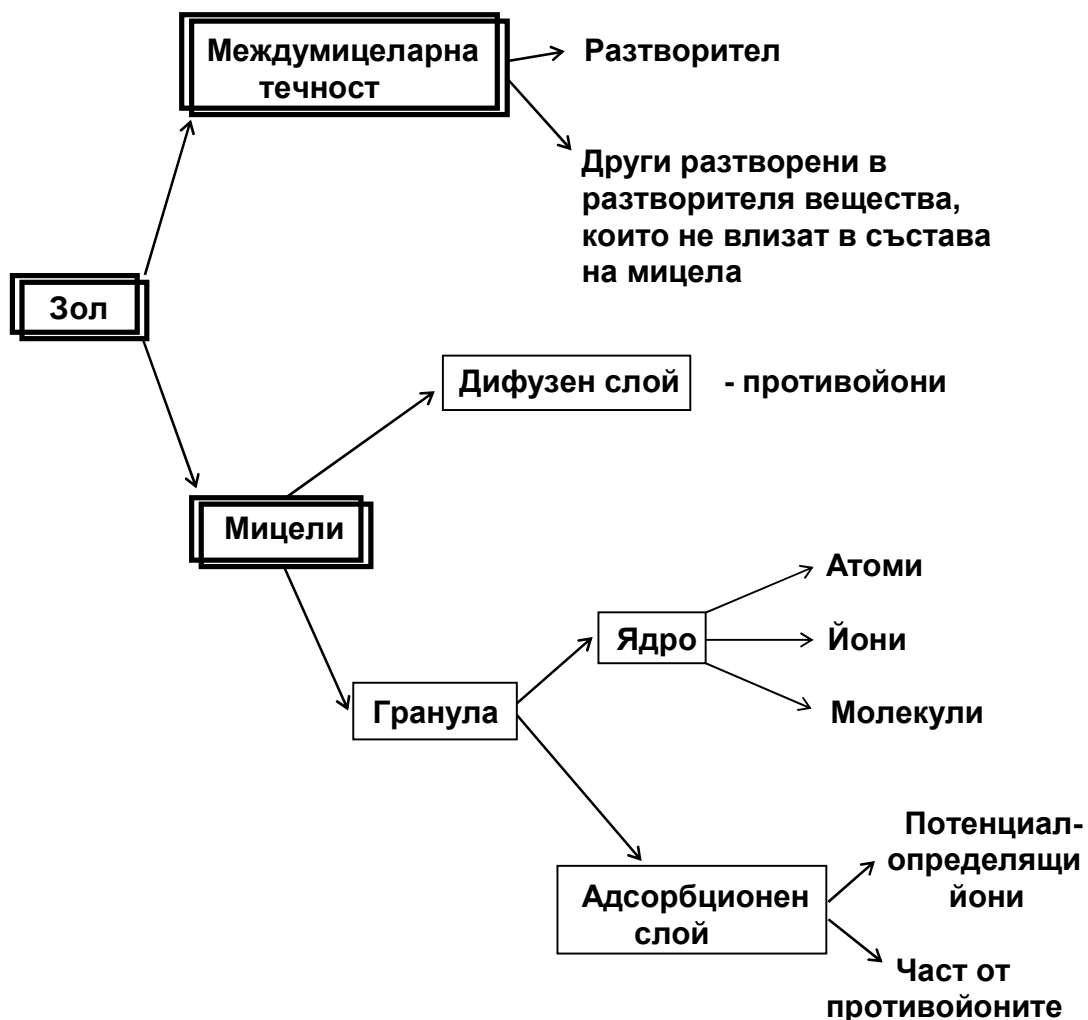 Междумицеларна
течност
Разтворител
Други разтворени в
разтворителя вещества,
които не влизат в състава
на мицела
Зол
Дифузен слой - противойони
Мицели
Атоми
Ядро
Йони
Гранула
Молекули
Потенциал-
определящи
йони
Адсорбционен
слой
Част от
противойоните